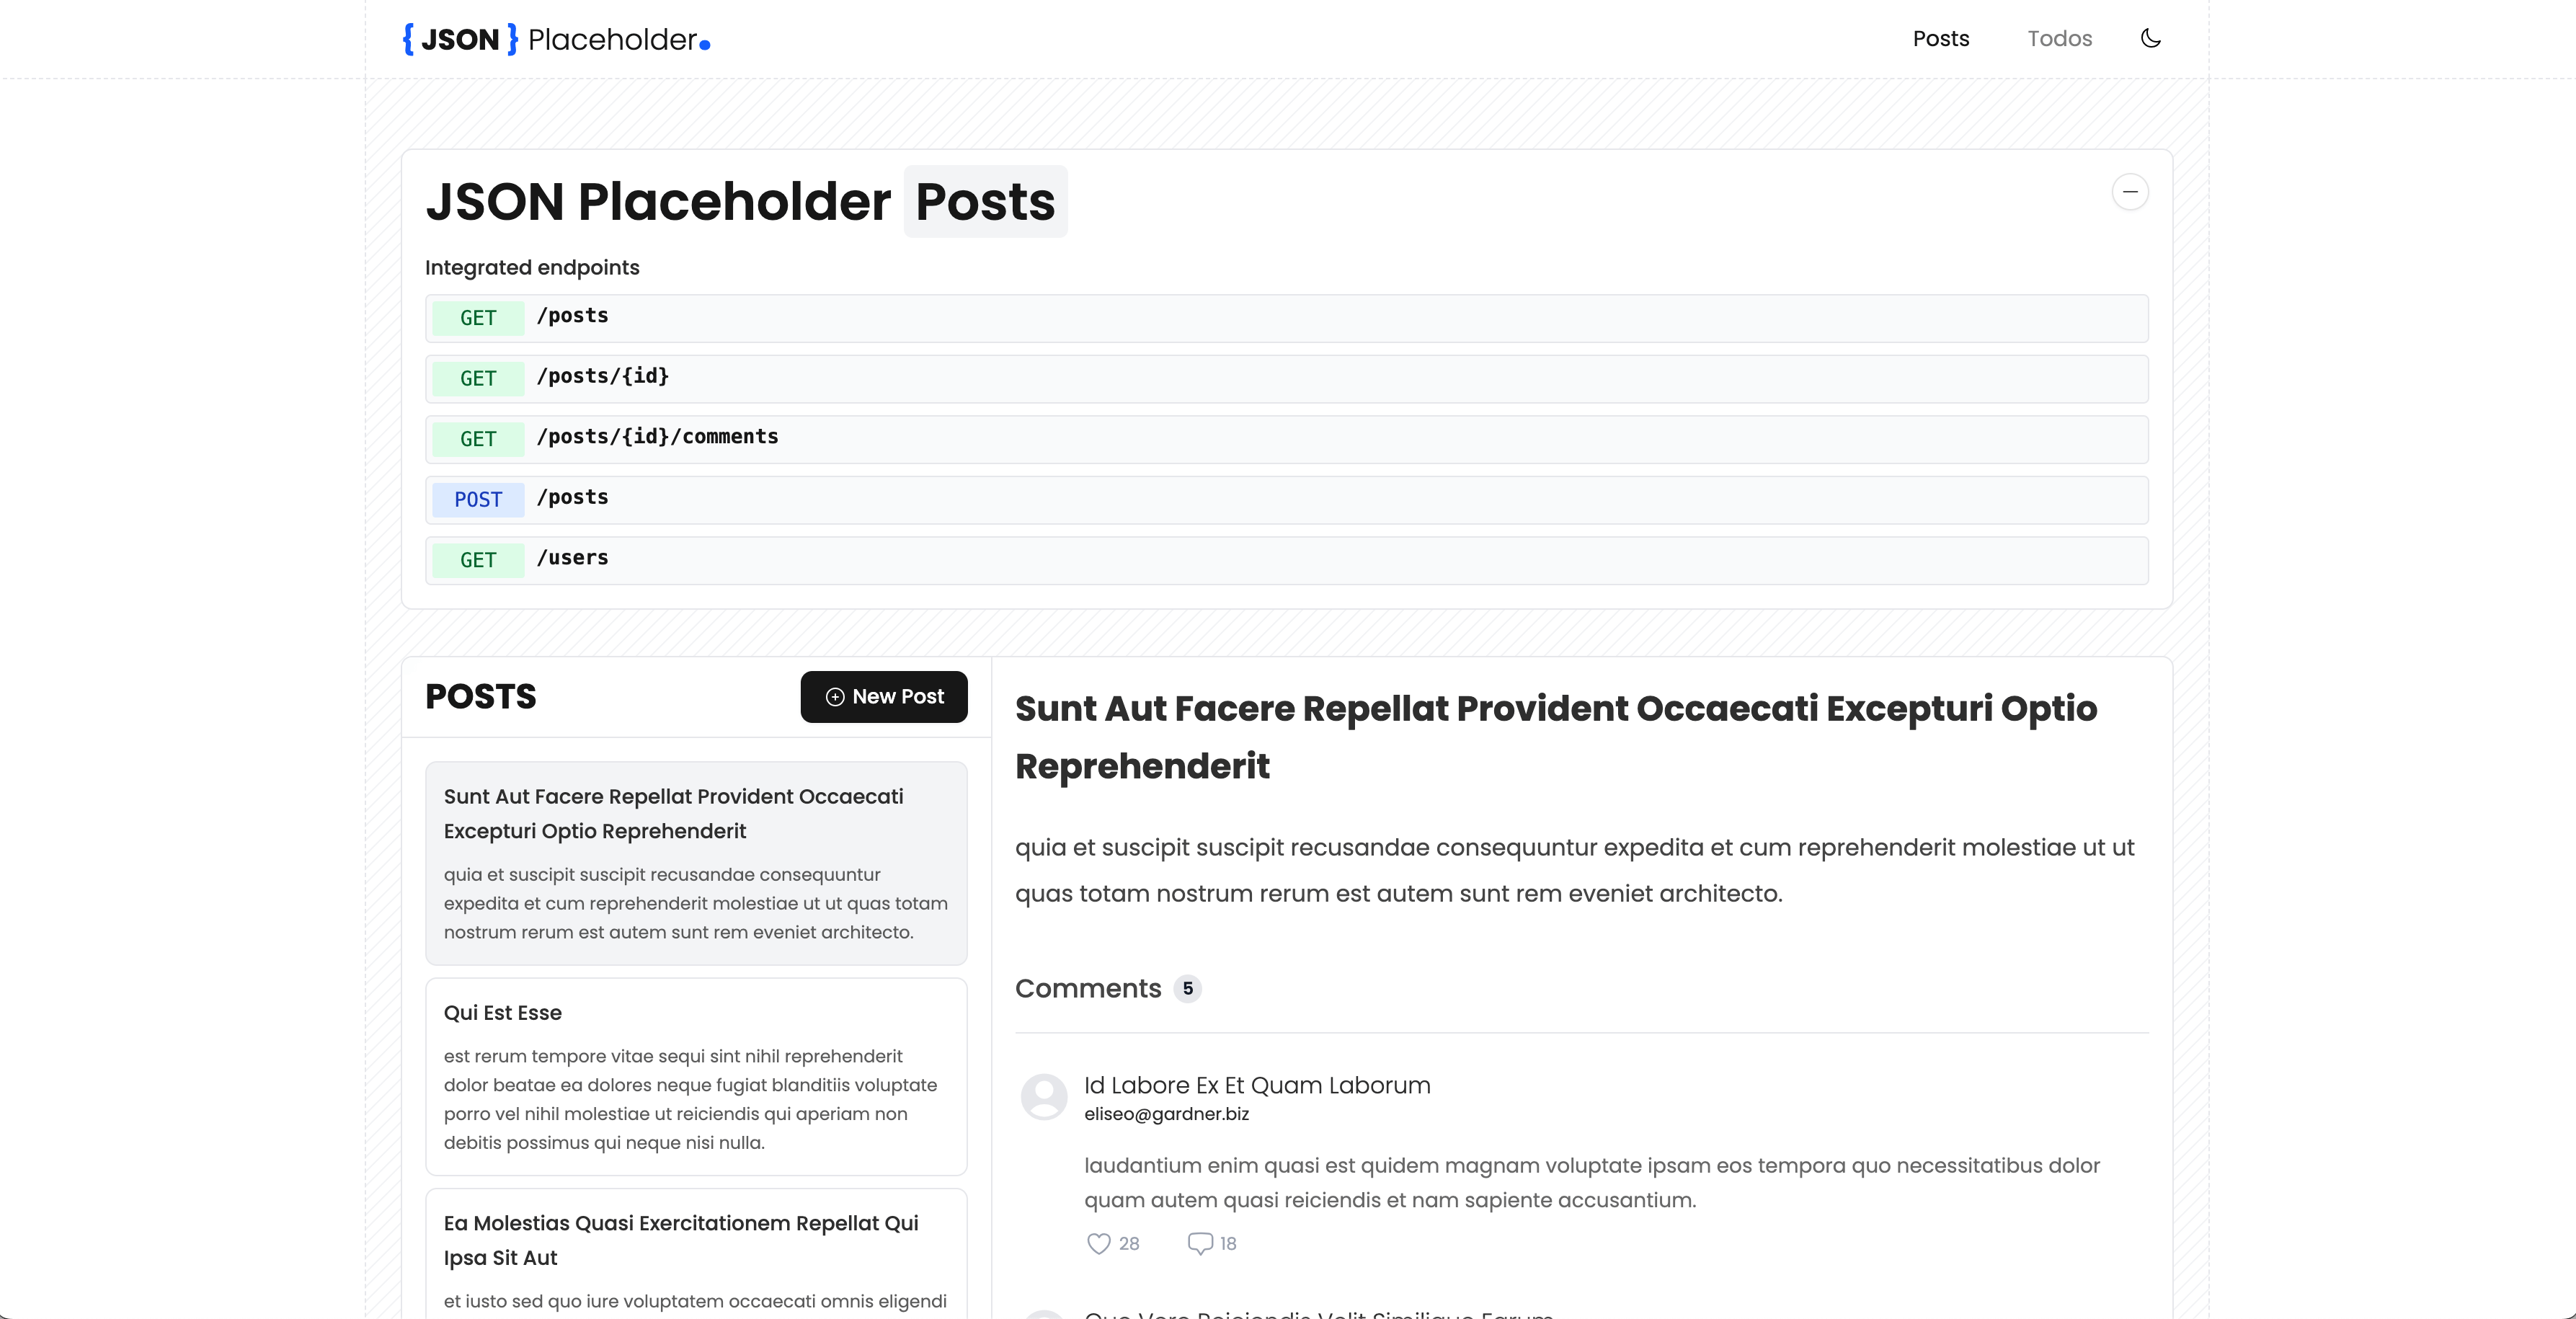 { JSON } Placeholder.
Posts
Todos
JSON Placeholder Posts
Integrated endpoints
GET /posts
GET /posts/{id}
GET /posts/{id}/comments
POST /posts
GET /users
POSTS
New Post
Sunt Aut Facere Repellat Provident Occaecati
Excepturi Optio Reprehenderit
quia et suscipit suscipit recusandae consequuntur
expedita et cum reprehenderit molestiae ut ut quas totam
nostrum rerum est autem sunt rem eveniet architecto.
Qui Est Esse
est rerum tempore vitae sequi sint nihil reprehenderit
dolor beatae ea dolores neque fugiat blanditiis voluptate
porro vel nihil molestiae ut reiciendis qui aperiam non
debitis possimus qui neque nisi nulla.
Ea Molestias Quasi Exercitationem Repellat Qui
Ipsa Sit Aut
et iusto sed quo iure voluptatem occaecati omnis eligendi
Sunt Aut Facere Repellat Provident Occaecati Excepturi Optio
Reprehenderit
quia et suscipit suscipit recusandae consequuntur expedita et cum reprehenderit molestiae ut ut
quas totam nostrum rerum est autem sunt rem eveniet architecto.
Comments 5
Id Labore Ex Et Quam Laborum
eliseo@gardner.biz
laudantium enim quasi est quidem magnam voluptate ipsam eos tempora quo necessitatibus dolor
quam autem quasi reiciendis et nam sapiente accusantium.
28
18
Quo Vero Reiciendis Velit Similique Earum